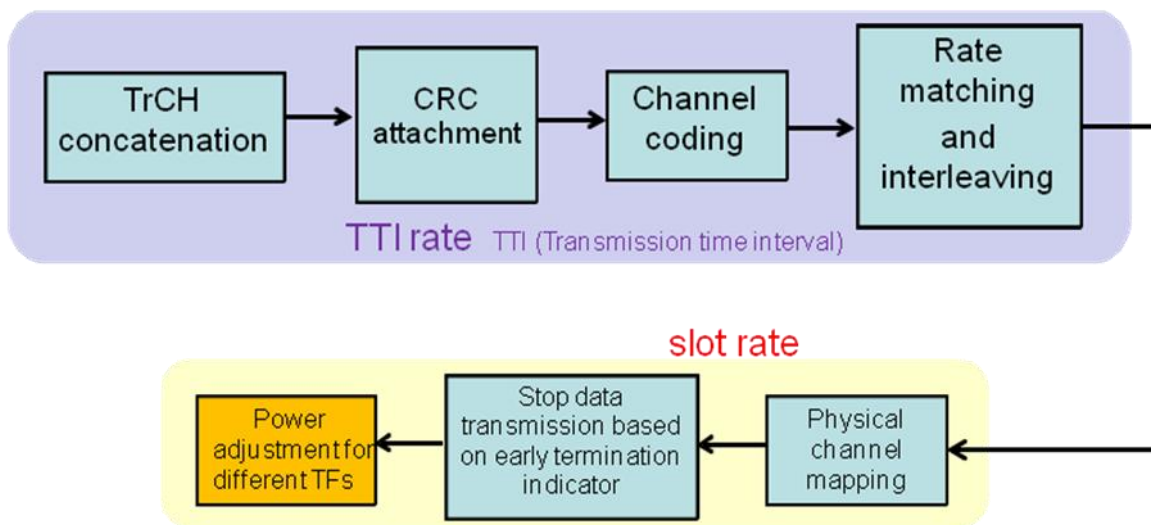 TrCH
concatenation
CRC
attachment
Channel
coding
Rate
matching
and
interleaving
TTI rate TTI (Transmission time interval)
slot rate
Power
adjustment for
different TFs
Stop data
transmission based
on early termination
indicator
Physical
channel
mapping